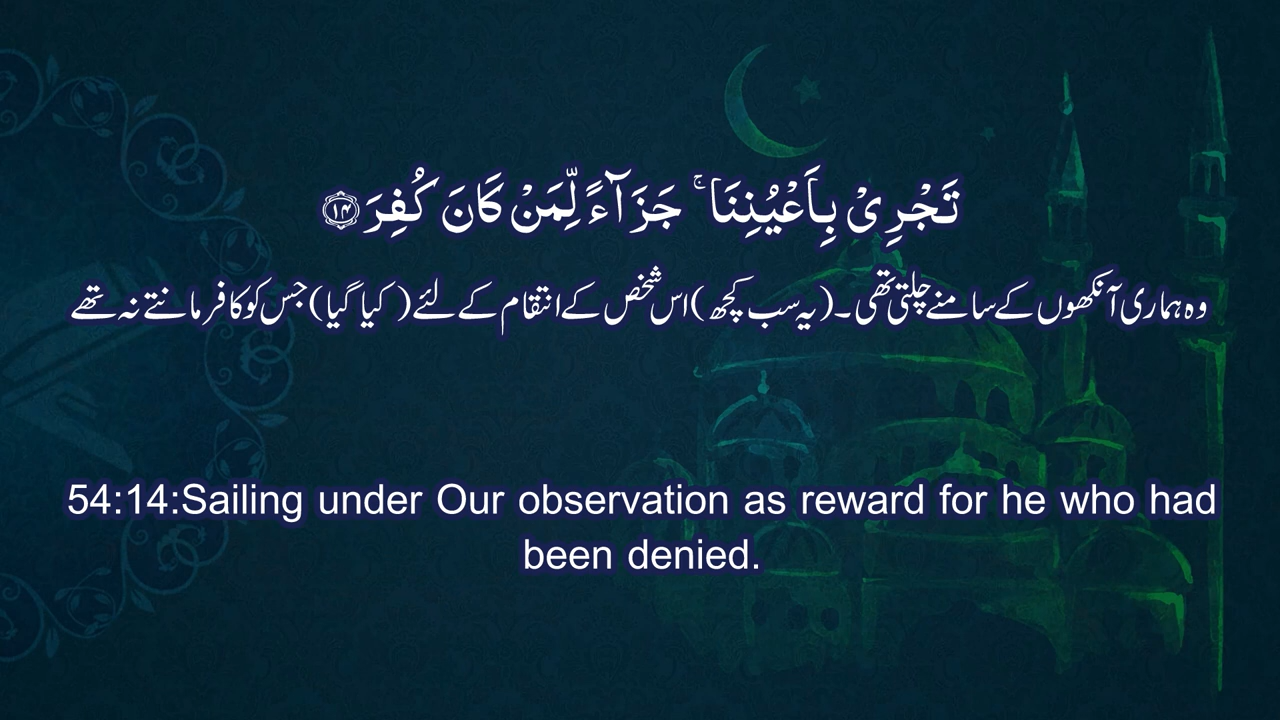 تَجْرِیْ بِاَعْیُنِنَا ۚ جَزَآءً لِّمَنْ كَانَ كُفِرَ ﴿۱۴﴾
وہ ہماری آنکھوں کے سامنے چلتی تھی۔ (یہ سب کچھ) اس شخص کے انتقام کے لئے (کیا گیا) جس کو کافر مانتے نہ تھے
54:14:Sailing under Our observation as reward for he who had
been denied.